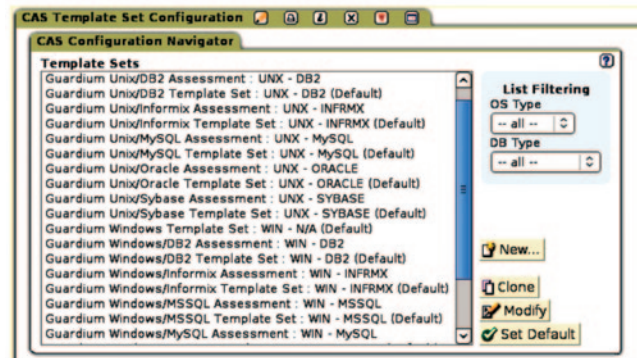 CAS Template Set Configuration
CAS Configuration Navigator
Template Sets
Guardium Unix/DB2 Assessment : UNX - DB2
Guardium Unix/DB2 Template Set : UNX - DB2 (Default)
Guardium Unix/Informix Assessment : UNX - INFRMX
Guardium Unix/Informix Template Set : UNX - INFRMX (Default)
Guardium Unix/MySQL Assessment : UNX - MySQL
Guardium Unix/MySQL Template Set : UNX - MySQL (Default)
Guardium Unix/Oracle Assessment : UNX - ORACLE
Guardium Unix/Oracle Template Set : UNX - ORACLE (Default)
Guardium Unix/Sybase Assessment : UNX - SYBASE
Guardium Unix/Sybase Template Set : UNX - SYBASE (Default)
Guardium Windows Template Set : WIN - N/A (Default)
Guardium Windows/DB2 Assessment : WIN - DB2
Guardium Windows/DB2 Template Set : WIN - DB2 (Default)
Guardium Windows/Informix Assessment : WIN - INFRMX
Guardium Windows/Informix Template Set : WIN - INFRMX (Default)
Guardium Windows/MSSQL Assessment : WIN - MSSQL
Guardium Windows/MSSQL Template Set : WIN - MSSQL (Default)
Guardium Windows/MySQL Assessment : WIN - MySQL
List Filtering
OS Type
-- all --
DB Type
-- all --
New...
Clone
Modify
Set Default